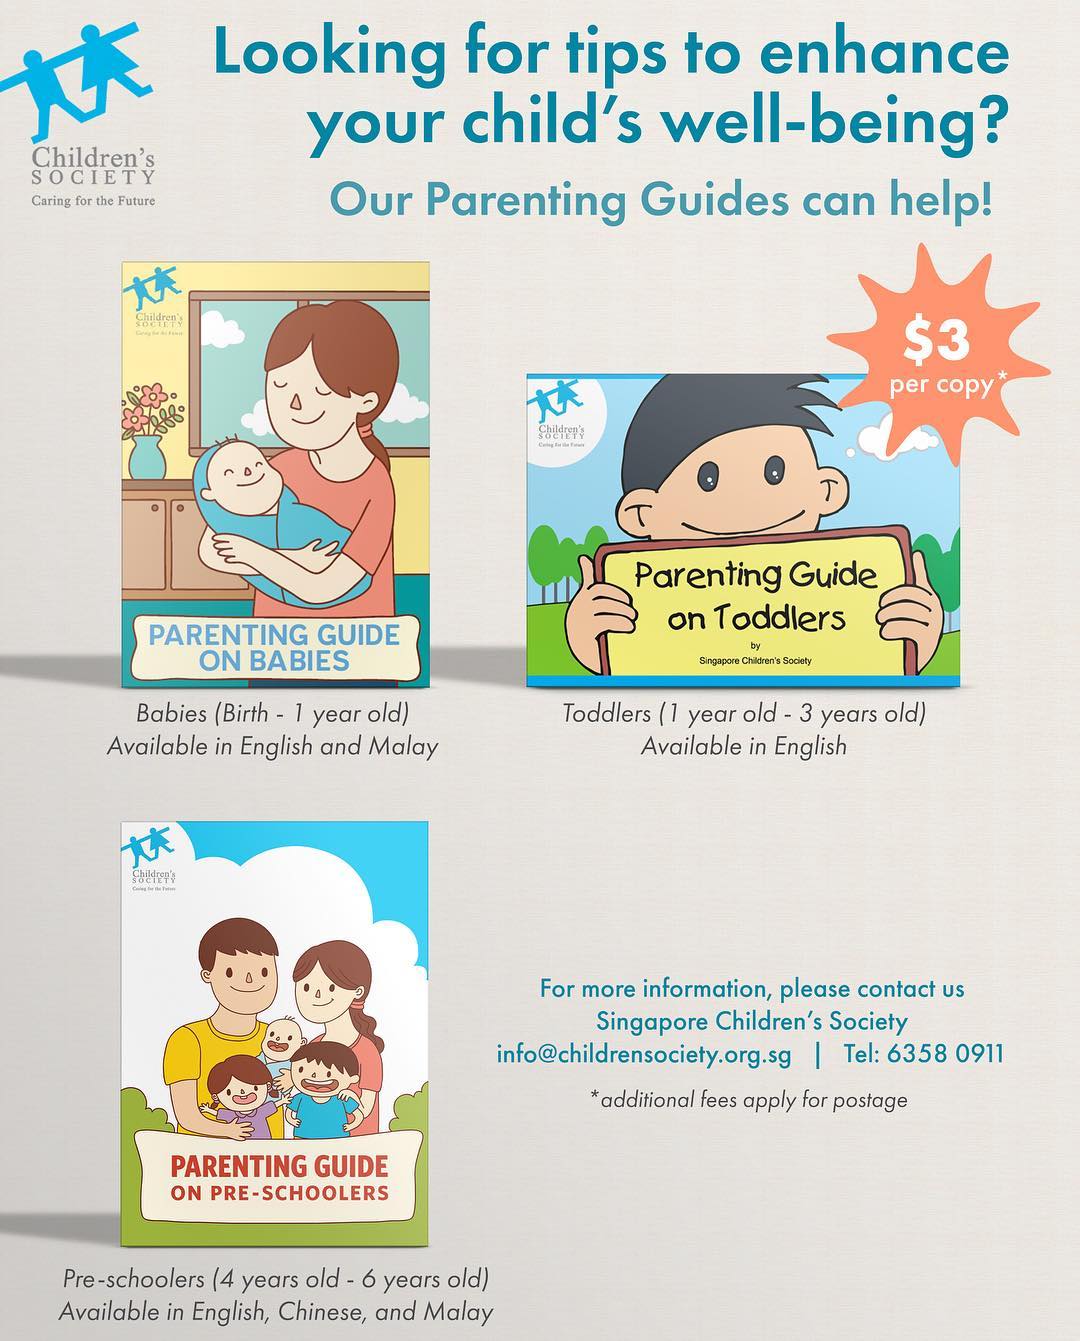 Children's
SOCIETY
Caring for the Future
Looking for tips to enhance
your child's well-being?
Our Parenting Guides can help!
Children's
SOCIETY
Caring for the Future
PARENTING GUIDE
ON BABIES
Babies (Birth - 1 year old)
Available in English and Malay
$3
per copy*
Children's
SOCIETY
Caring for the Future
Parenting Guide
on Toddlers
by
Singapore Children's Society
Toddlers (1 year old - 3 years old)
Available in English
Children's
SOCIETY
Caring for the Future
PARENTING GUIDE
ON PRE-SCHOOLERS
Pre-schoolers (4 years old - 6 years old)
Available in English, Chinese, and Malay
For more information, please contact us
Singapore Children's Society
info@childrensociety.org.sg | Tel: 6358 0911
*additional fees apply for postage